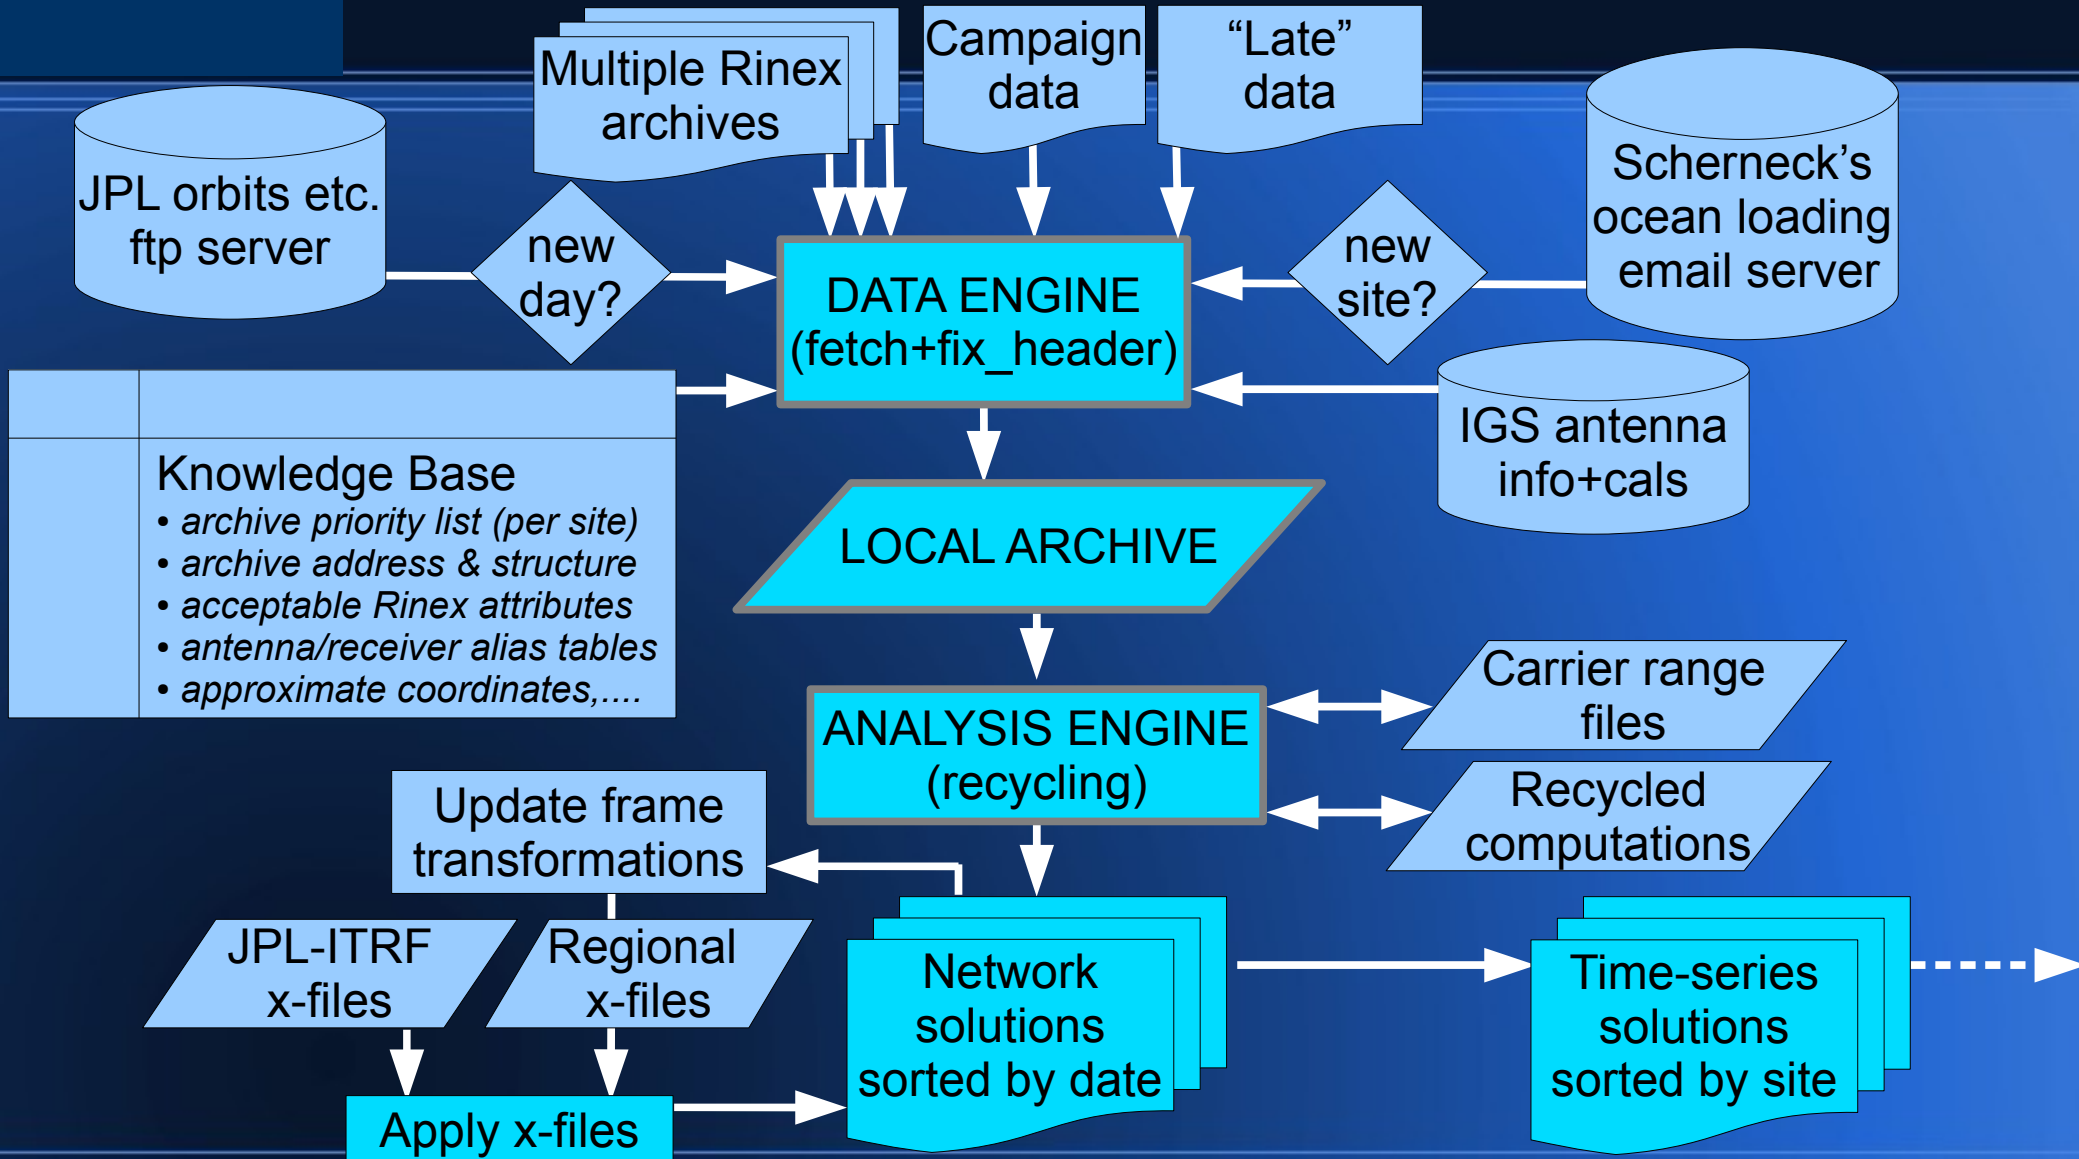 Multiple Rinex
archives
Campaign
data
“Late”
data
JPL orbits etc.
ftp server
new
day?
DATA ENGINE
(fetch+fix_header)
new
site?
Scherneck’s
ocean loading
email server
IGS antenna
info+cals
Knowledge Base
• archive priority list (per site)
• archive address & structure
• acceptable Rinex attributes
• antenna/receiver alias tables
• approximate coordinates,....
LOCAL ARCHIVE
ANALYSIS ENGINE
(recycling)
Carrier range
files
Recycled
computations
Update frame
transformations
JPL-ITRF
x-files
Regional
x-files
Apply x-files
Network
solutions
sorted by date
Time-series
solutions
sorted by site